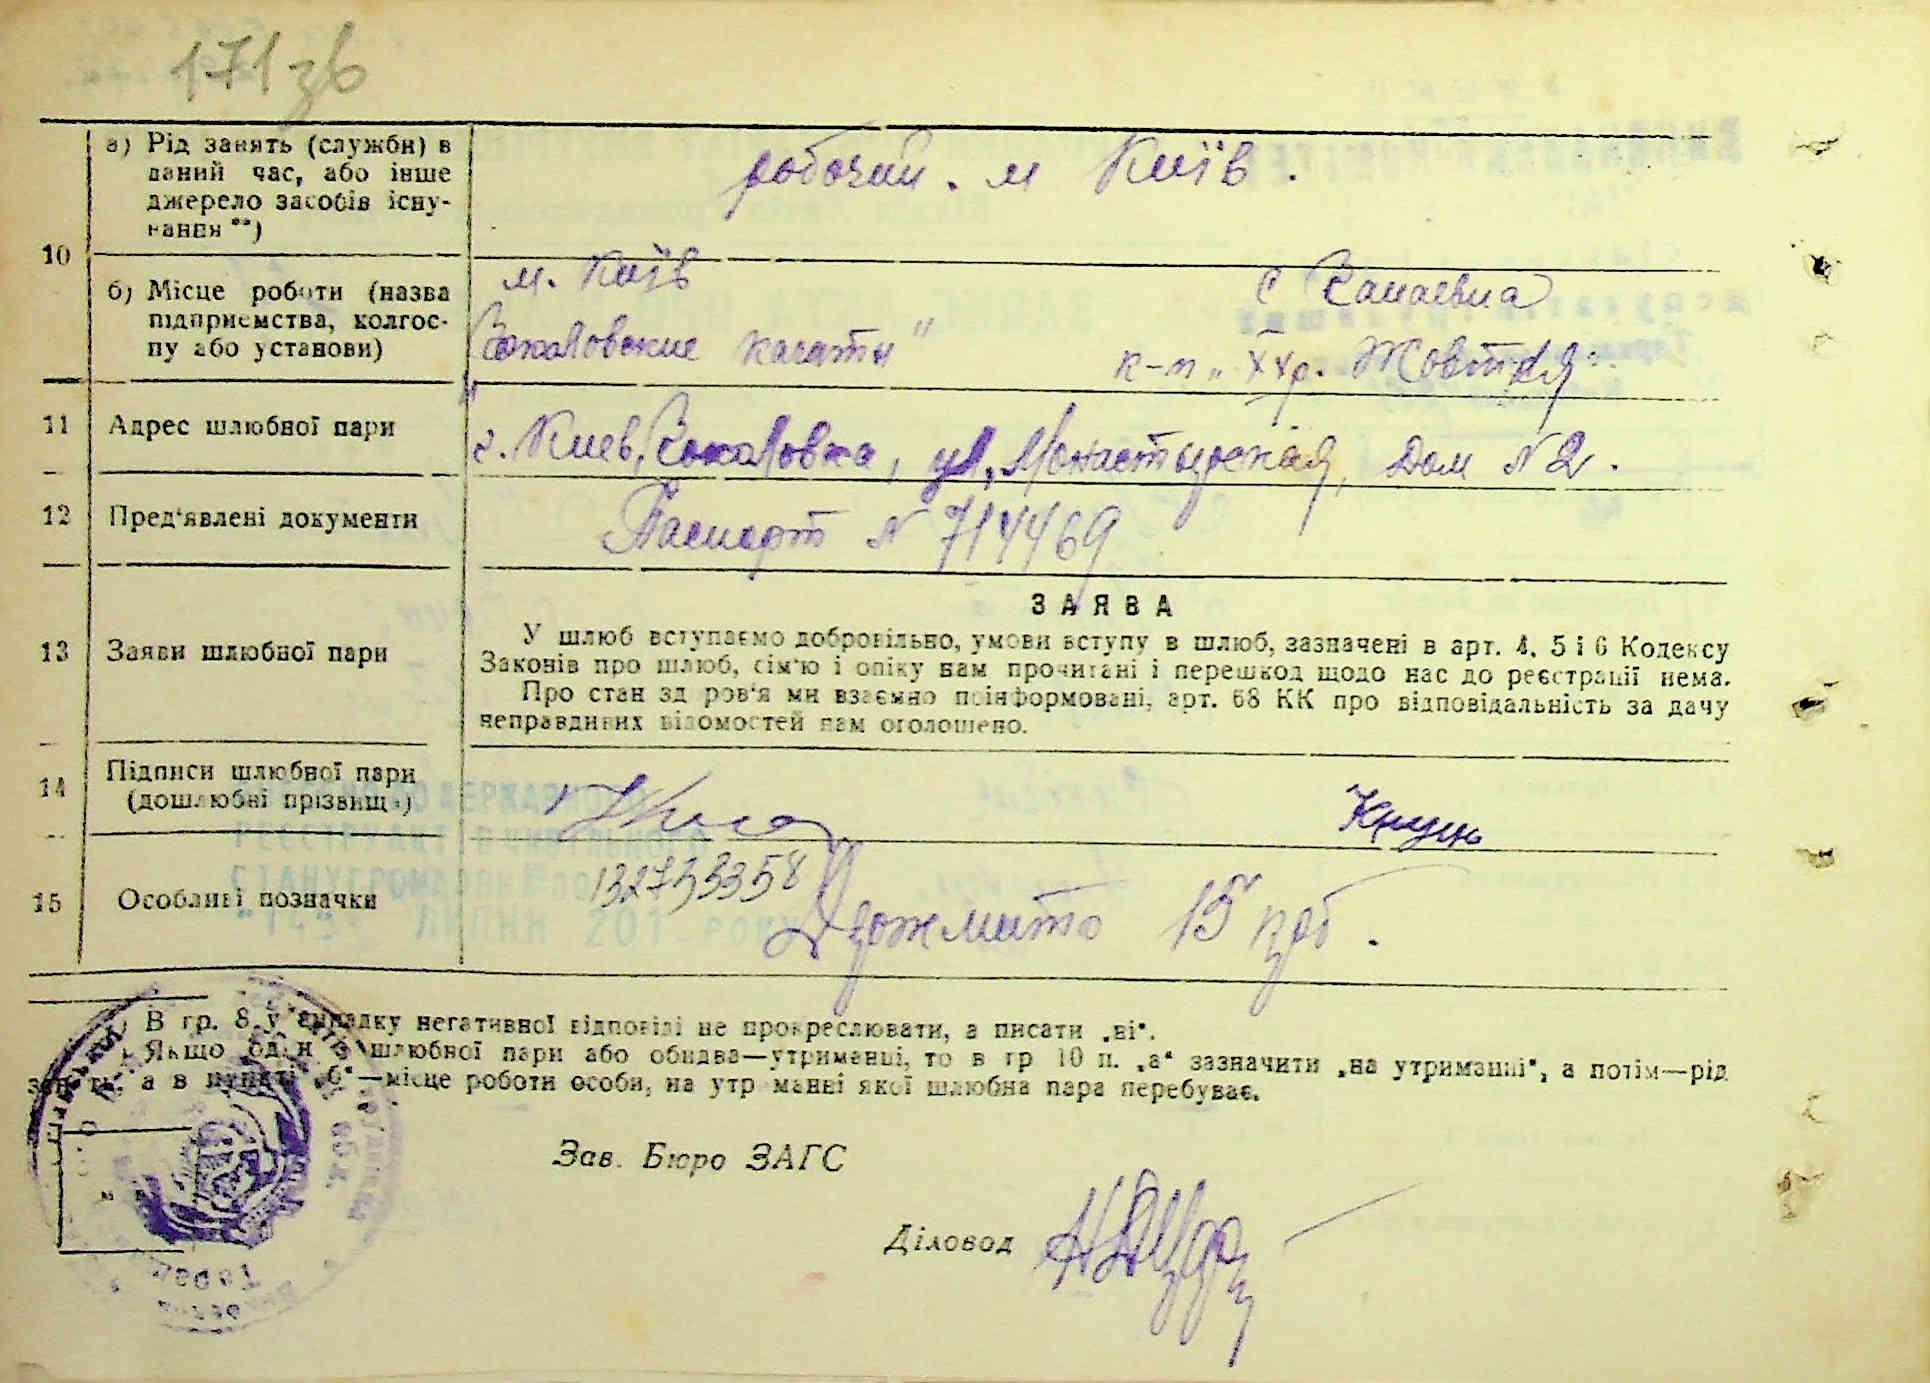 171зв
а) Рід занять (служби) в
даний час, або інше
джерело засобів існу-
вання **)
робочий. м Київ.
10
б) Місце роботи (назва
підприємства, колгос-
пу або установи)
м. Київ
к-п „ХХр. Жовтня"
11
Адрес шлюбної пари
г. Киев, ул. Монастырская, дом № 2.
12
Пред'явлені документи
Паспорт № 714469
13
Заяви шлюбної пари
ЗАЯВА
У шлюб вступаємо добровільно, умови вступу в шлюб, зазначені в арт. 4, 5 і 6 Кодексу
Законів про шлюб, сім'ю і опіку нам прочитані і перешкод щодо нас до реєстрації нема.
Про стан здоров'я ми взаємно поінформовані, арт. 68 КК про відповідальність за дачу
неправдивих відомостей нам оголошено.
14
Підписи шлюбної пари
(дошлюбні прізвища)
15
Особливі позначки
132733358
Держмито 15 крб.
В гр. 8 у випадку негативної відповіді не прокреслювати, а писати „ні".
Якщо один з шлюбної пари або обидва—утриманці, то в гр 10 п. „а" зазначити „на утриманні", а потім—рід
занять, а в пункті „б"—місце роботи особи, на утриманні якої шлюбна пара перебуває.
Зав. Бюро ЗАГС
Діловод